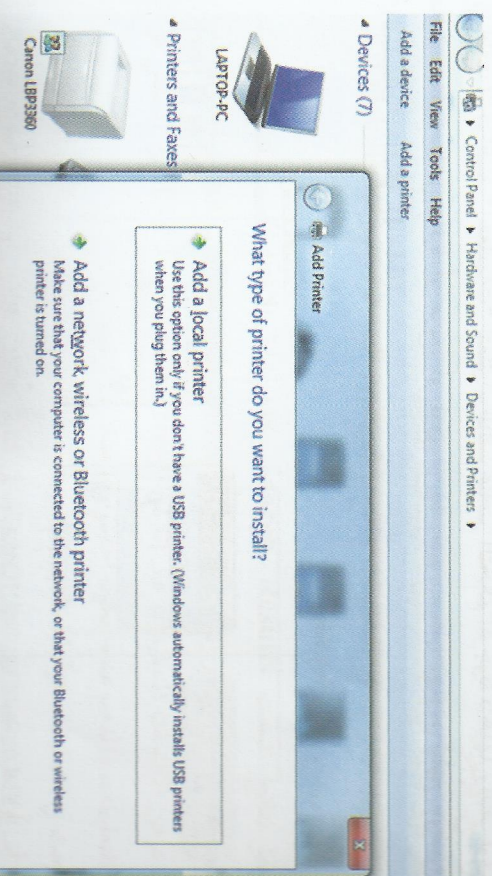 Control Panel ▸ Hardware and Sound ▸ Devices and Printers ▸
File Edit View Tools Help
Add a device Add a printer
Devices (7)
LAPTOP-PC
Printers and Faxes
Canon LBP3360
Add Printer
What type of printer do you want to install?
Add a local printer
Use this option only if you don't have a USB printer. (Windows automatically installs USB printers
when you plug them in.)
Add a network, wireless or Bluetooth printer
Make sure that your computer is connected to the network, or that your Bluetooth or wireless
printer is turned on.